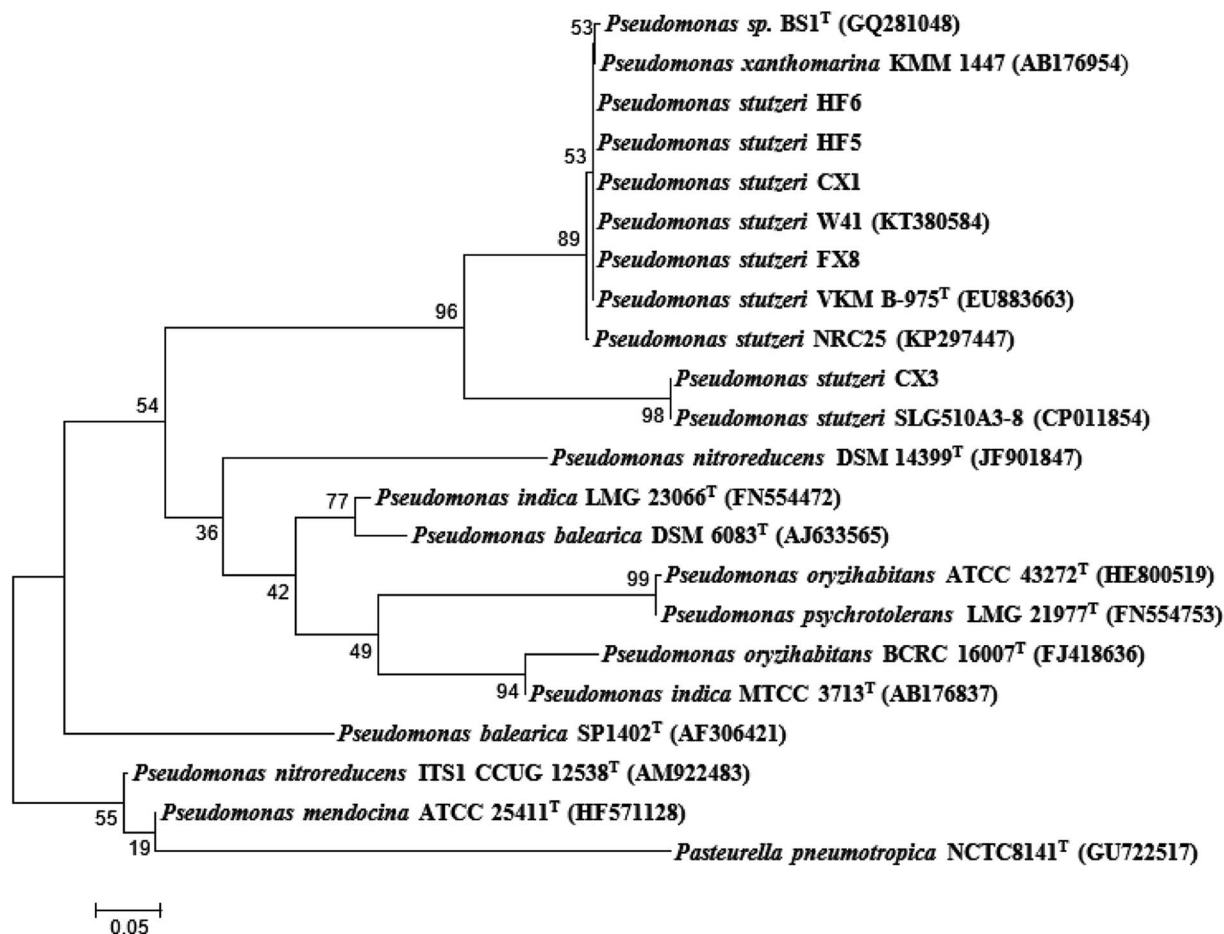 53 Pseudomonas sp. BS1ᵀ (GQ281048)
Pseudomonas xanthomarina KMM 1447 (AB176954)
Pseudomonas stutzeri HF6
Pseudomonas stutzeri HF5
53
Pseudomonas stutzeri CX1
Pseudomonas stutzeri W41 (KT380584)
89
Pseudomonas stutzeri FX8
Pseudomonas stutzeri VKM B-975ᵀ (EU883663)
96
Pseudomonas stutzeri NRC25 (KP297447)
Pseudomonas stutzeri CX3
54
98 Pseudomonas stutzeri SLG510A3-8 (CP011854)
Pseudomonas nitroreducens DSM 14399ᵀ (JF901847)
77 Pseudomonas indica LMG 23066ᵀ (FN554472)
36
Pseudomonas balearica DSM 6083ᵀ (AJ633565)
99 Pseudomonas oryzihabitans ATCC 43272ᵀ (HE800519)
42
Pseudomonas psychrotolerans LMG 21977ᵀ (FN554753)
49
Pseudomonas oryzihabitans BCRC 16007ᵀ (FJ418636)
94 Pseudomonas indica MTCC 3713ᵀ (AB176837)
Pseudomonas balearica SP1402ᵀ (AF306421)
Pseudomonas nitroreducens ITS1 CCUG 12538ᵀ (AM922483)
55
Pseudomonas mendocina ATCC 25411ᵀ (HF571128)
19
Pasteurella pneumotropica NCTC8141ᵀ (GU722517)
0.05